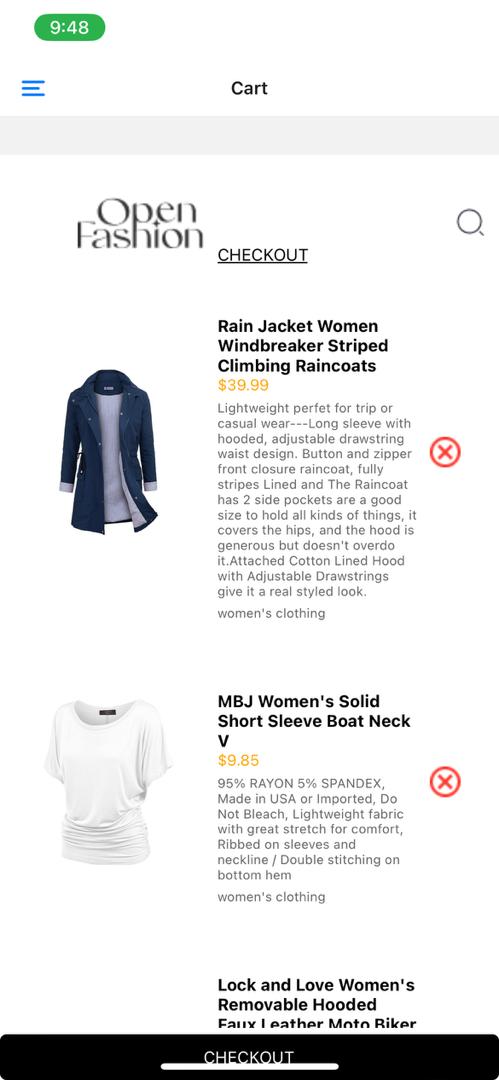 9:48
Cart
Open
Fashion
CHECKOUT
Rain Jacket Women
Windbreaker Striped
Climbing Raincoats
$39.99
Lightweight perfet for trip or
casual wear---Long sleeve with
hooded, adjustable drawstring
waist design. Button and zipper
front closure raincoat, fully
stripes Lined and The Raincoat
has 2 side pockets are a good
size to hold all kinds of things, it
covers the hips, and the hood is
generous but doesn't overdo
it.Attached Cotton Lined Hood
with Adjustable Drawstrings
give it a real styled look.
women's clothing
MBJ Women's Solid
Short Sleeve Boat Neck
V
$9.85
95% RAYON 5% SPANDEX,
Made in USA or Imported, Do
Not Bleach, Lightweight fabric
with great stretch for comfort,
Ribbed on sleeves and
neckline / Double stitching on
bottom hem
women's clothing
Lock and Love Women's
Removable Hooded
Faux Leather Moto Biker
CHECKOUT